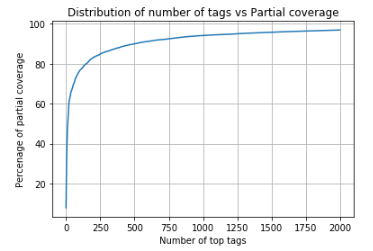 Distribution of number of tags vs Partial coverage
100
80
60
40
20
Percenage of partial coverage
0 250 500 750 1000 1250 1500 1750 2000
Number of top tags